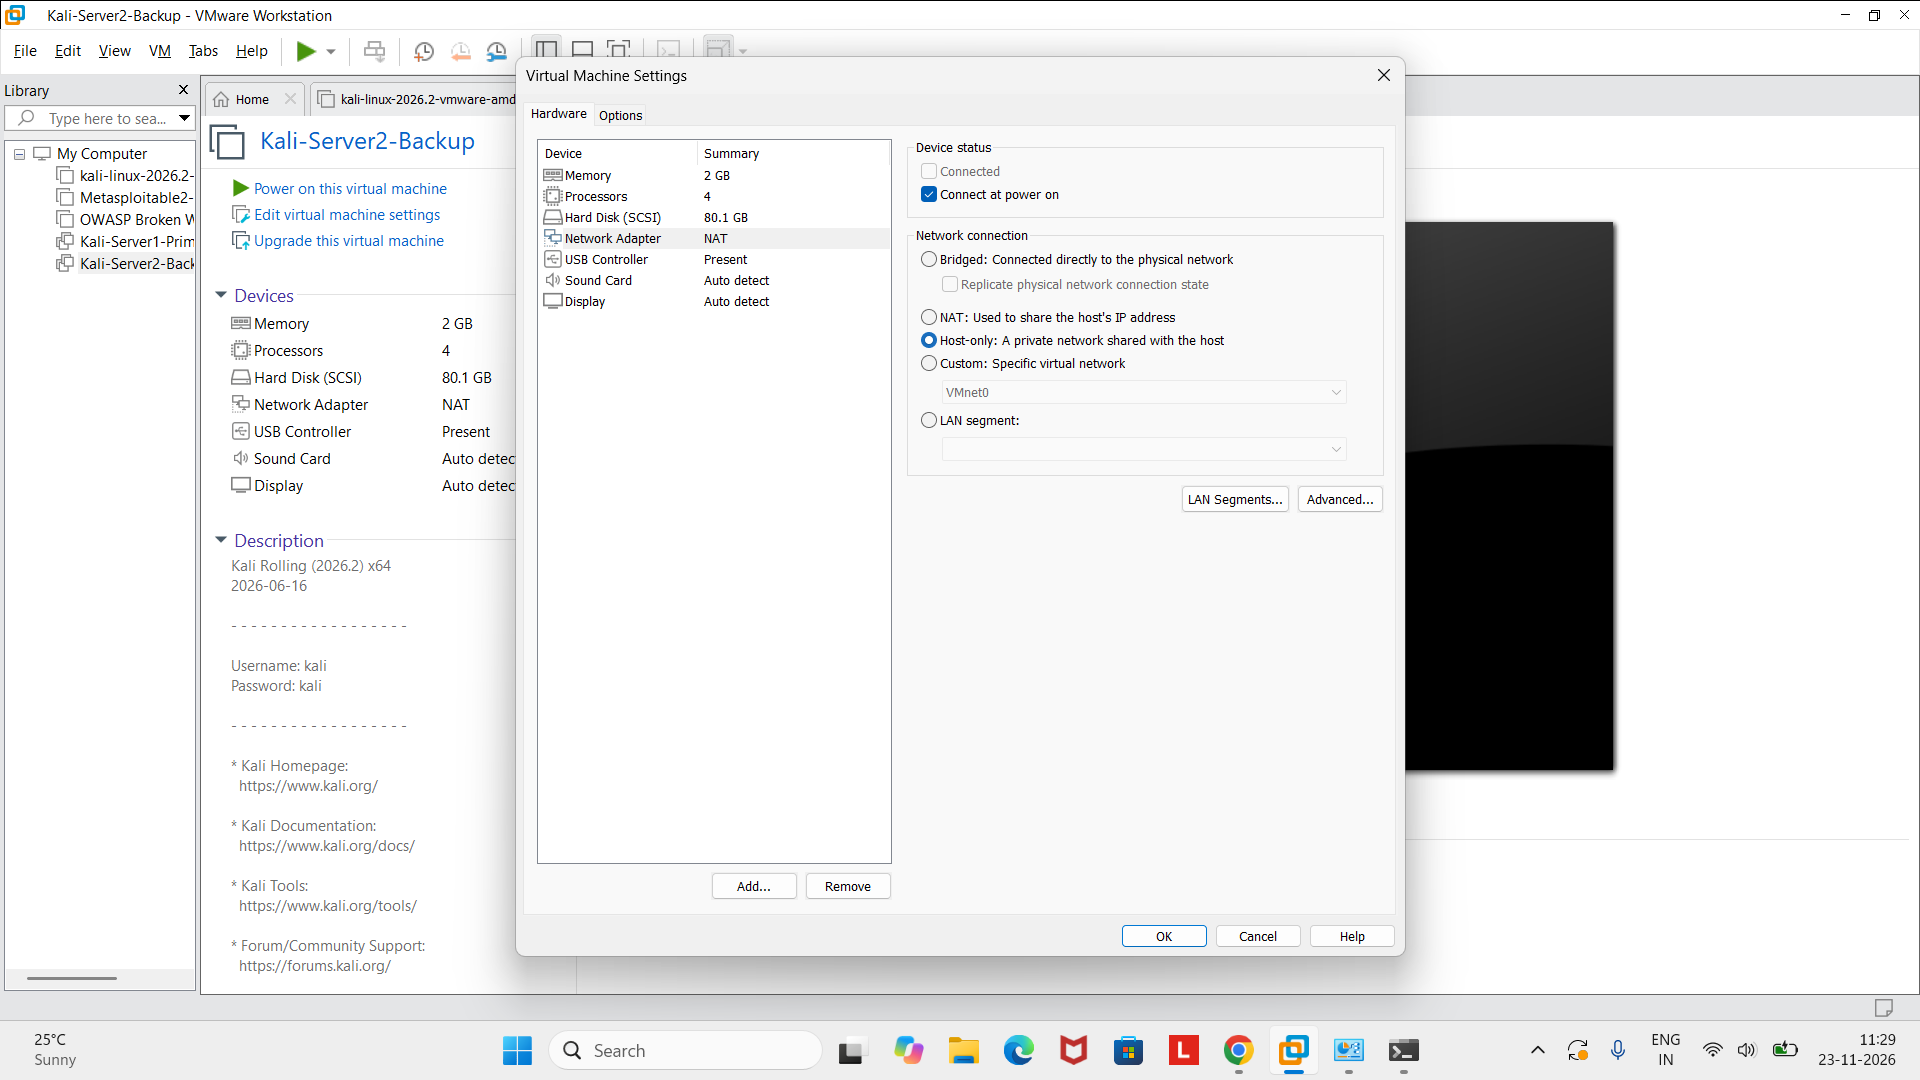 Kali-Server2-Backup - VMware Workstation
File Edit View VM Tabs Help
Library
Type here to sea...
My Computer
kali-linux-2026.2-
Metasploitable2-
OWASP Broken W
Kali-Server1-Prim
Kali-Server2-Back
Home
kali-linux-2026.2-vmware-amd
Kali-Server2-Backup
Power on this virtual machine
Edit virtual machine settings
Upgrade this virtual machine
Devices
Memory 2 GB
Processors 4
Hard Disk (SCSI) 80.1 GB
Network Adapter NAT
USB Controller Present
Sound Card Auto detec
Display Auto detec
Description
Kali Rolling (2026.2) x64
2026-06-16
- - - - - - - - - - - - - - - - - -
Username: kali
Password: kali
- - - - - - - - - - - - - - - - - -
* Kali Homepage:
https://www.kali.org/
* Kali Documentation:
https://www.kali.org/docs/
* Kali Tools:
https://www.kali.org/tools/
* Forum/Community Support:
https://forums.kali.org/
Virtual Machine Settings
Hardware Options
Device Summary
Memory 2 GB
Processors 4
Hard Disk (SCSI) 80.1 GB
Network Adapter NAT
USB Controller Present
Sound Card Auto detect
Display Auto detect
Add... Remove
Device status
Connected
Connect at power on
Network connection
Bridged: Connected directly to the physical network
Replicate physical network connection state
NAT: Used to share the host's IP address
Host-only: A private network shared with the host
Custom: Specific virtual network
VMnet0
LAN segment:
LAN Segments... Advanced...
OK Cancel Help
25°C
Sunny
Search
L
ENG
IN
11:29
23-11-2026